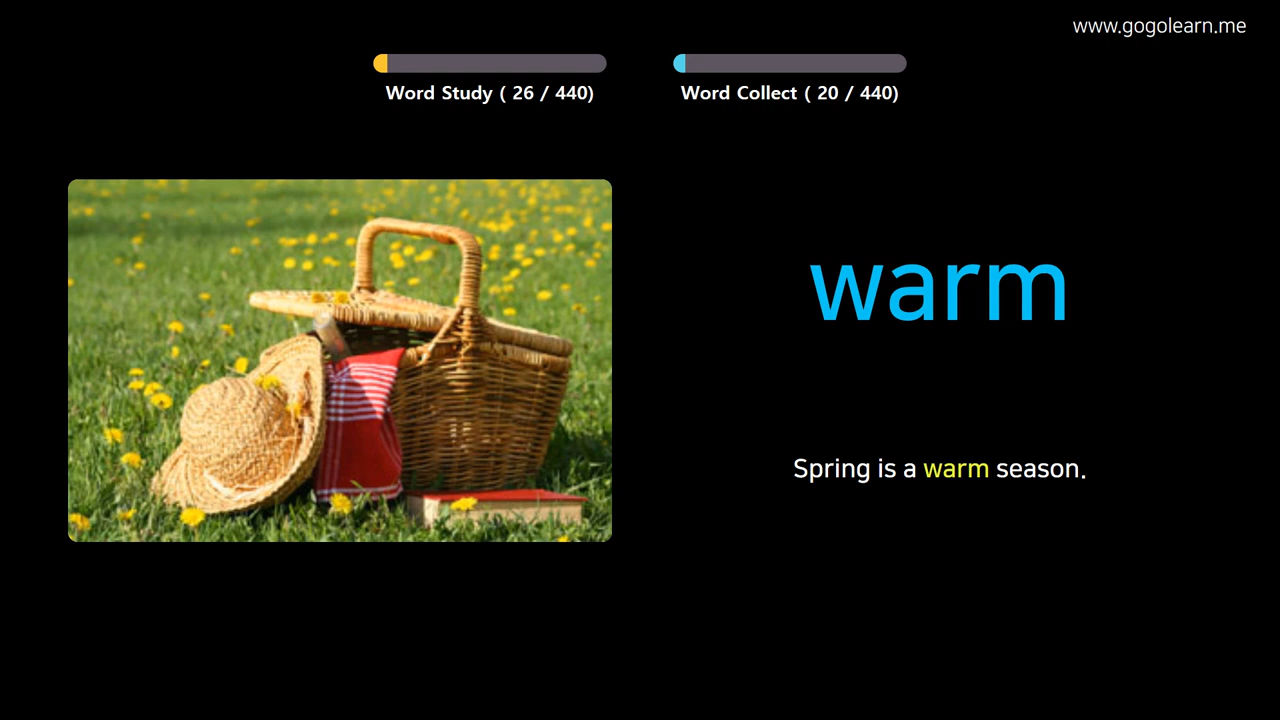 www.gogolearn.me
Word Study ( 26 / 440)
Word Collect ( 20 / 440)
warm
Spring is a warm season.